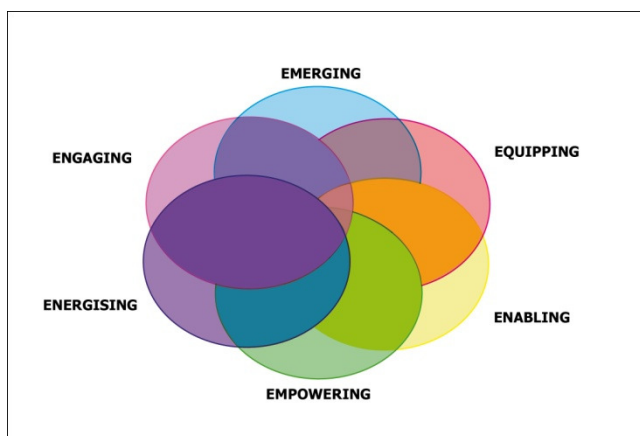 EMERGING
ENGAGING
EQUIPPING
ENERGISING
ENABLING
EMPOWERING